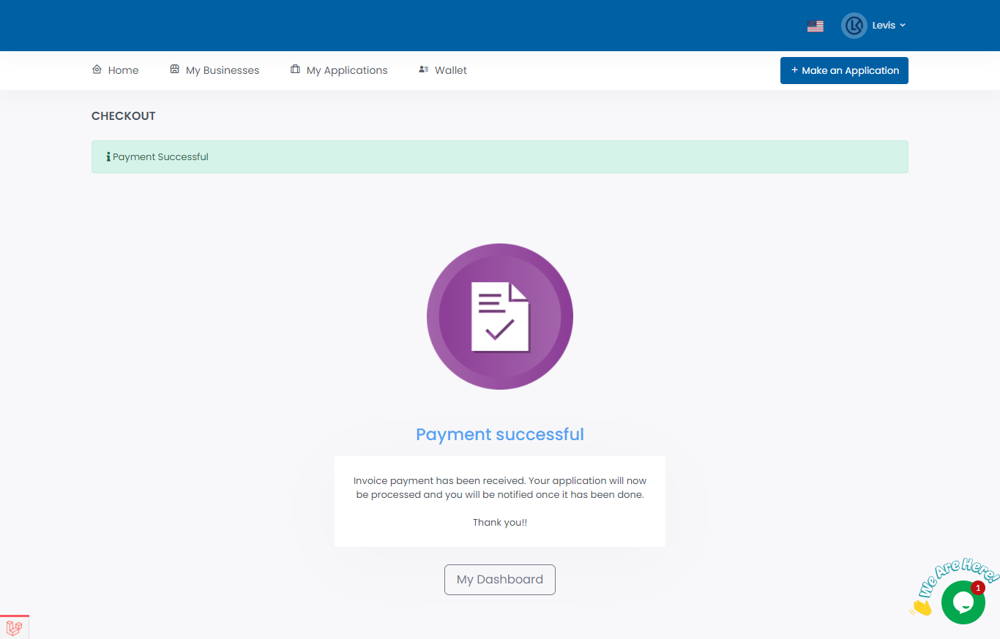 Levis
Home
My Businesses
My Applications
Wallet
+ Make an Application
CHECKOUT
Payment Successful
Payment successful
Invoice payment has been received. Your application will now
be processed and you will be notified once it has been done.
Thank you!!
My Dashboard
We Are Here!
1